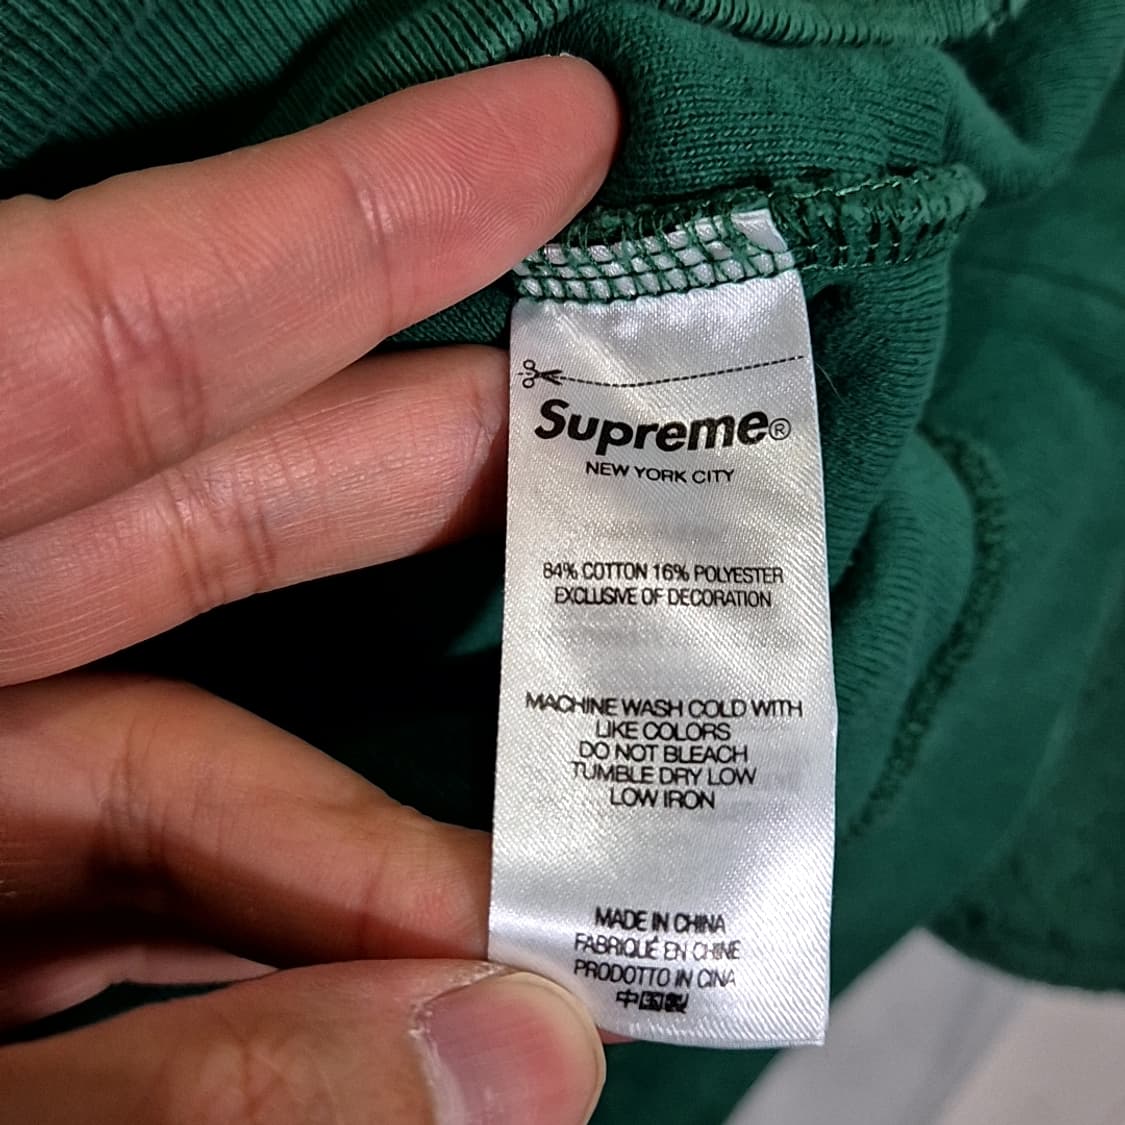 Supreme®
NEW YORK CITY
84% COTTON 16% POLYESTER
EXCLUSIVE OF DECORATION
MACHINE WASH COLD WITH
LIKE COLORS
DO NOT BLEACH
TUMBLE DRY LOW
LOW IRON
MADE IN CHINA
FABRIQUÉ EN CHINE
PRODOTTO IN CINA
中国製